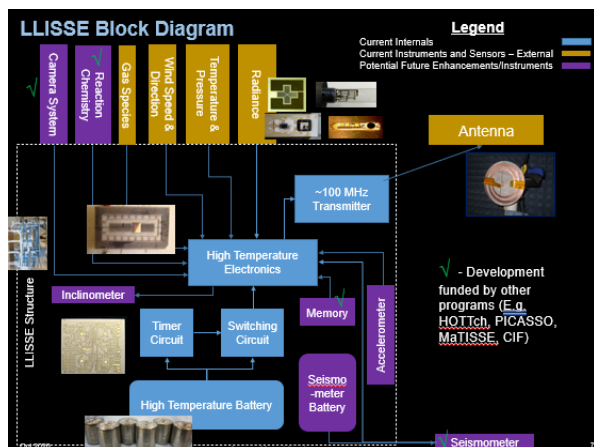 LLISSE Block Diagram
Legend
Current Internals
Current Instruments and Sensors – External
Potential Future Enhancements/Instruments
√
Camera System
√
Reaction
Chemistry
Gas Species
Wind Speed &
Direction
Temperature &
Pressure
Radiance
Antenna
~100 MHz
Transmitter
High Temperature
Electronics
Inclinometer
LLISSE Structure
Timer
Circuit
Switching
Circuit
Memory
√
Accelerometer
√ - Development
funded by other
programs (E.g.
HOTTch, PICASSO,
MaTISSE, CIF)
High Temperature Battery
Seismo
-meter
Battery
√
Seismometer